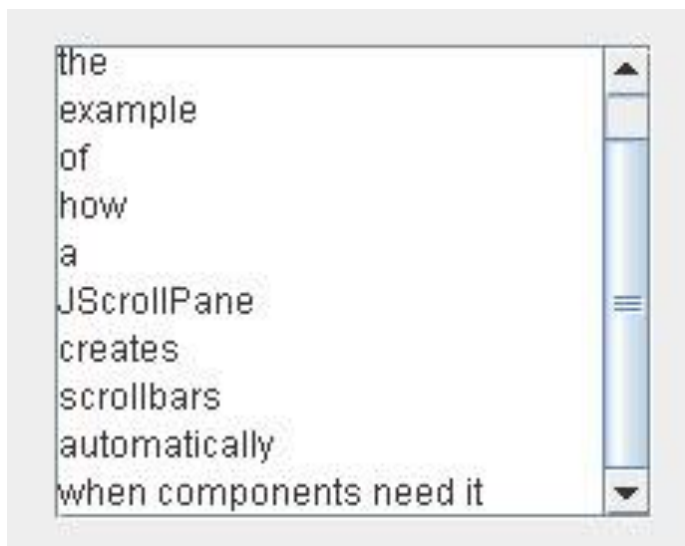 the
example
of
how
a
JScrollPane
creates
scrollbars
automatically
when components need it